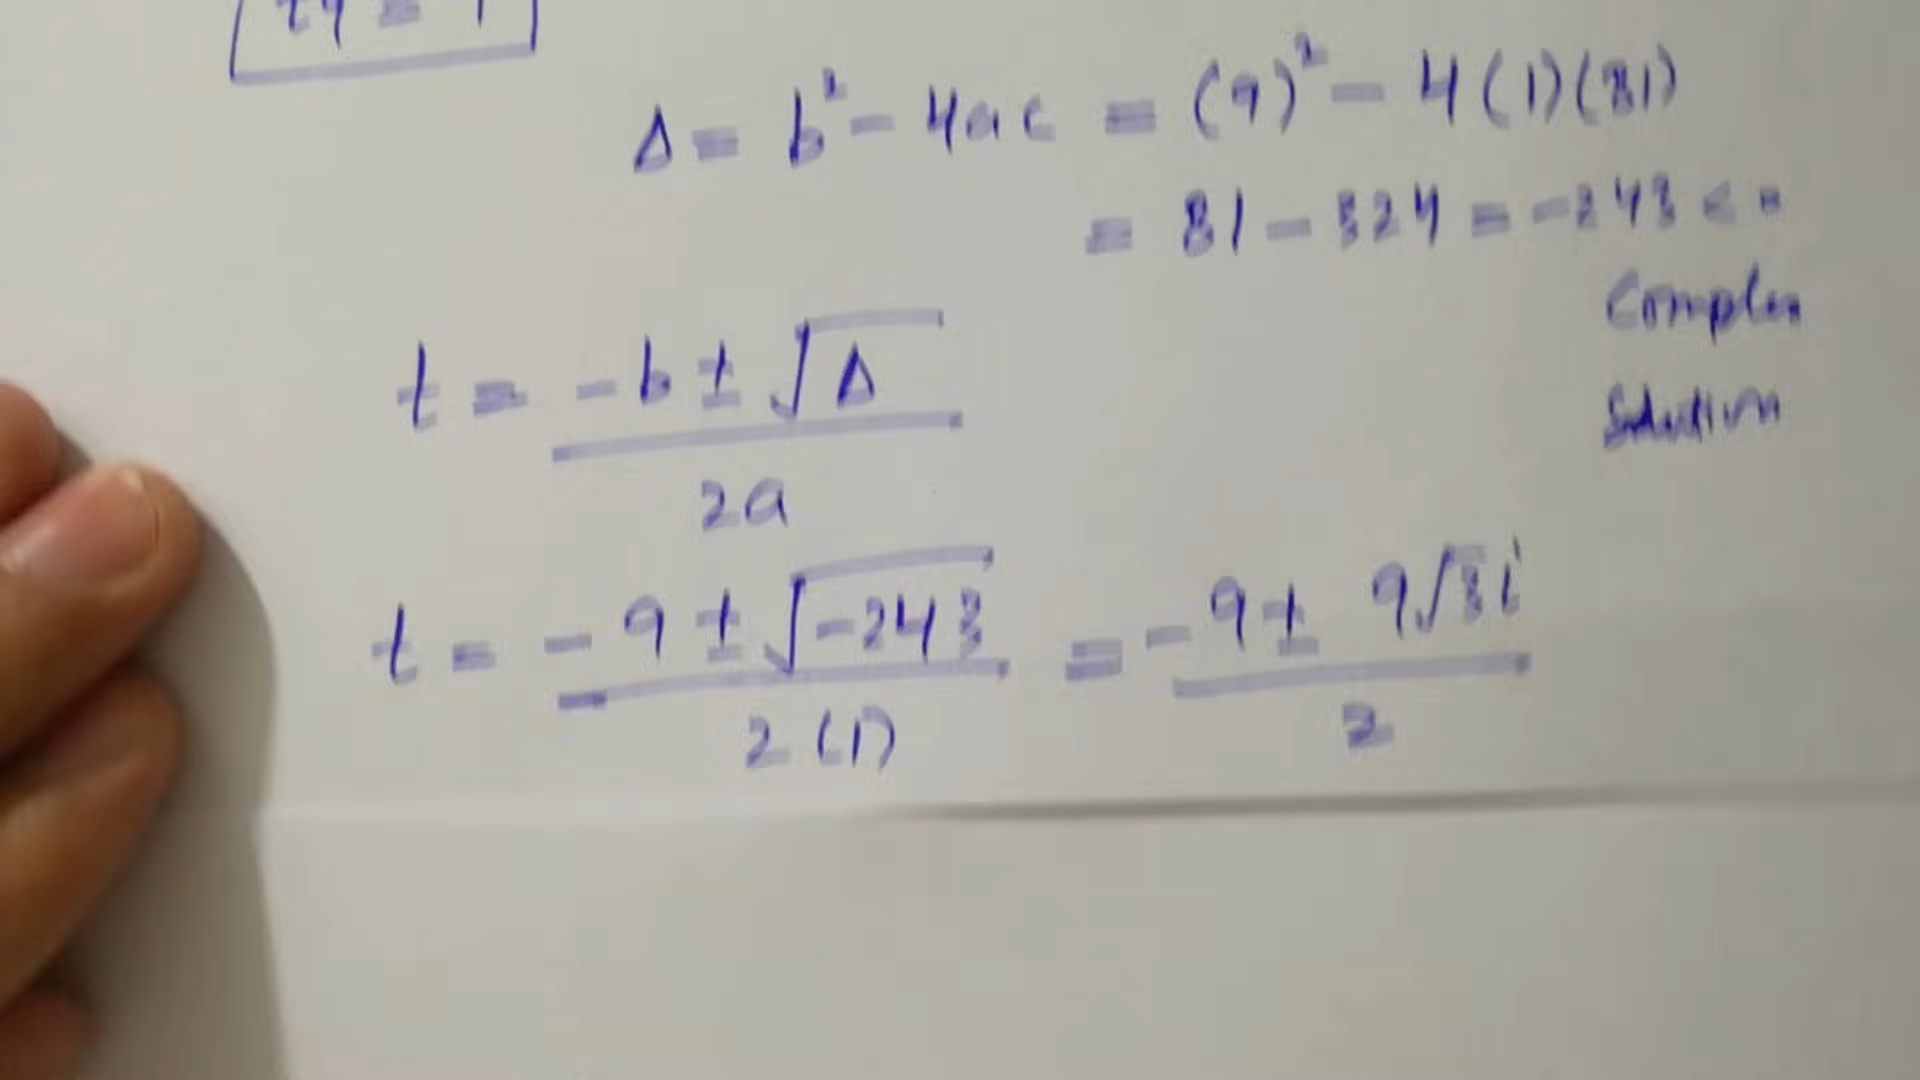 Δ = b² - 4ac = (9)² - 4(1)(81)
= 81 - 324 = -243 < 0
Complex
Solution
t = (-b ± √Δ) / 2a
t = (-9 ± √-243) / 2(1) = (-9 ± 9√3i) / 2